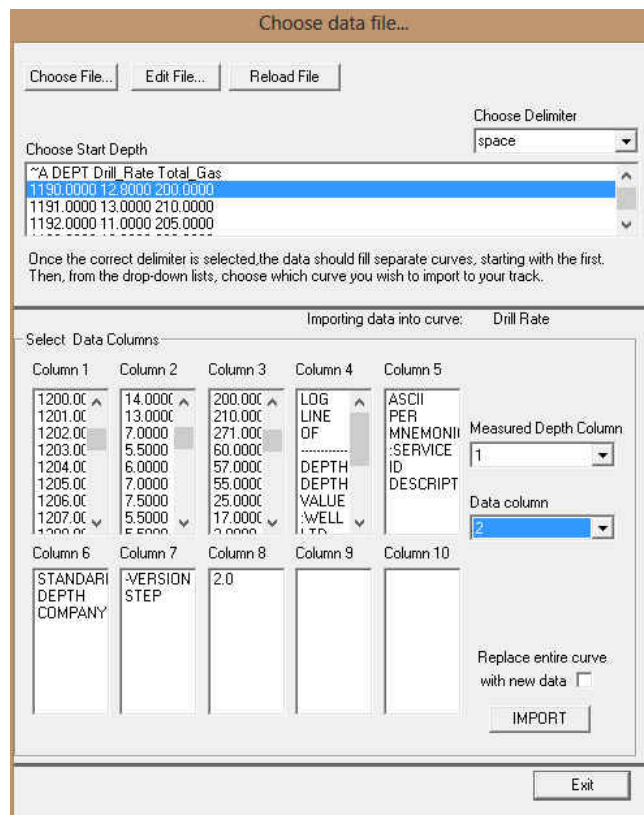 Choose data file...
Choose File... Edit File... Reload File
Choose Delimiter
space
Choose Start Depth
~A DEPT Drill_Rate Total_Gas
1190.0000 12.8000 200.0000
1191.0000 13.0000 210.0000
1192.0000 11.0000 205.0000
Once the correct delimiter is selected,the data should fill separate curves, starting with the first.
Then, from the drop-down lists, choose which curve you wish to import to your track.
Importing data into curve: Drill Rate
Select Data Columns
Column 1 Column 2 Column 3 Column 4 Column 5
1200.00 14.0000 200.000 LOG ASCII
1201.00 13.0000 210.000 LINE PER
1202.00 7.0000 271.000 OF MNEMONI
1203.00 5.5000 60.0000 ------------ :SERVICE
1204.00 6.0000 57.0000 DEPTH ID
1205.00 7.0000 55.0000 DEPTH DESCRIPT
1206.00 7.5000 25.0000 VALUE
1207.00 5.5000 17.0000 :WELL
Measured Depth Column
1
Data column
2
Column 6 Column 7 Column 8 Column 9 Column 10
STANDARI -VERSION 2.0
DEPTH STEP
COMPANY
Replace entire curve
with new data
IMPORT
Exit